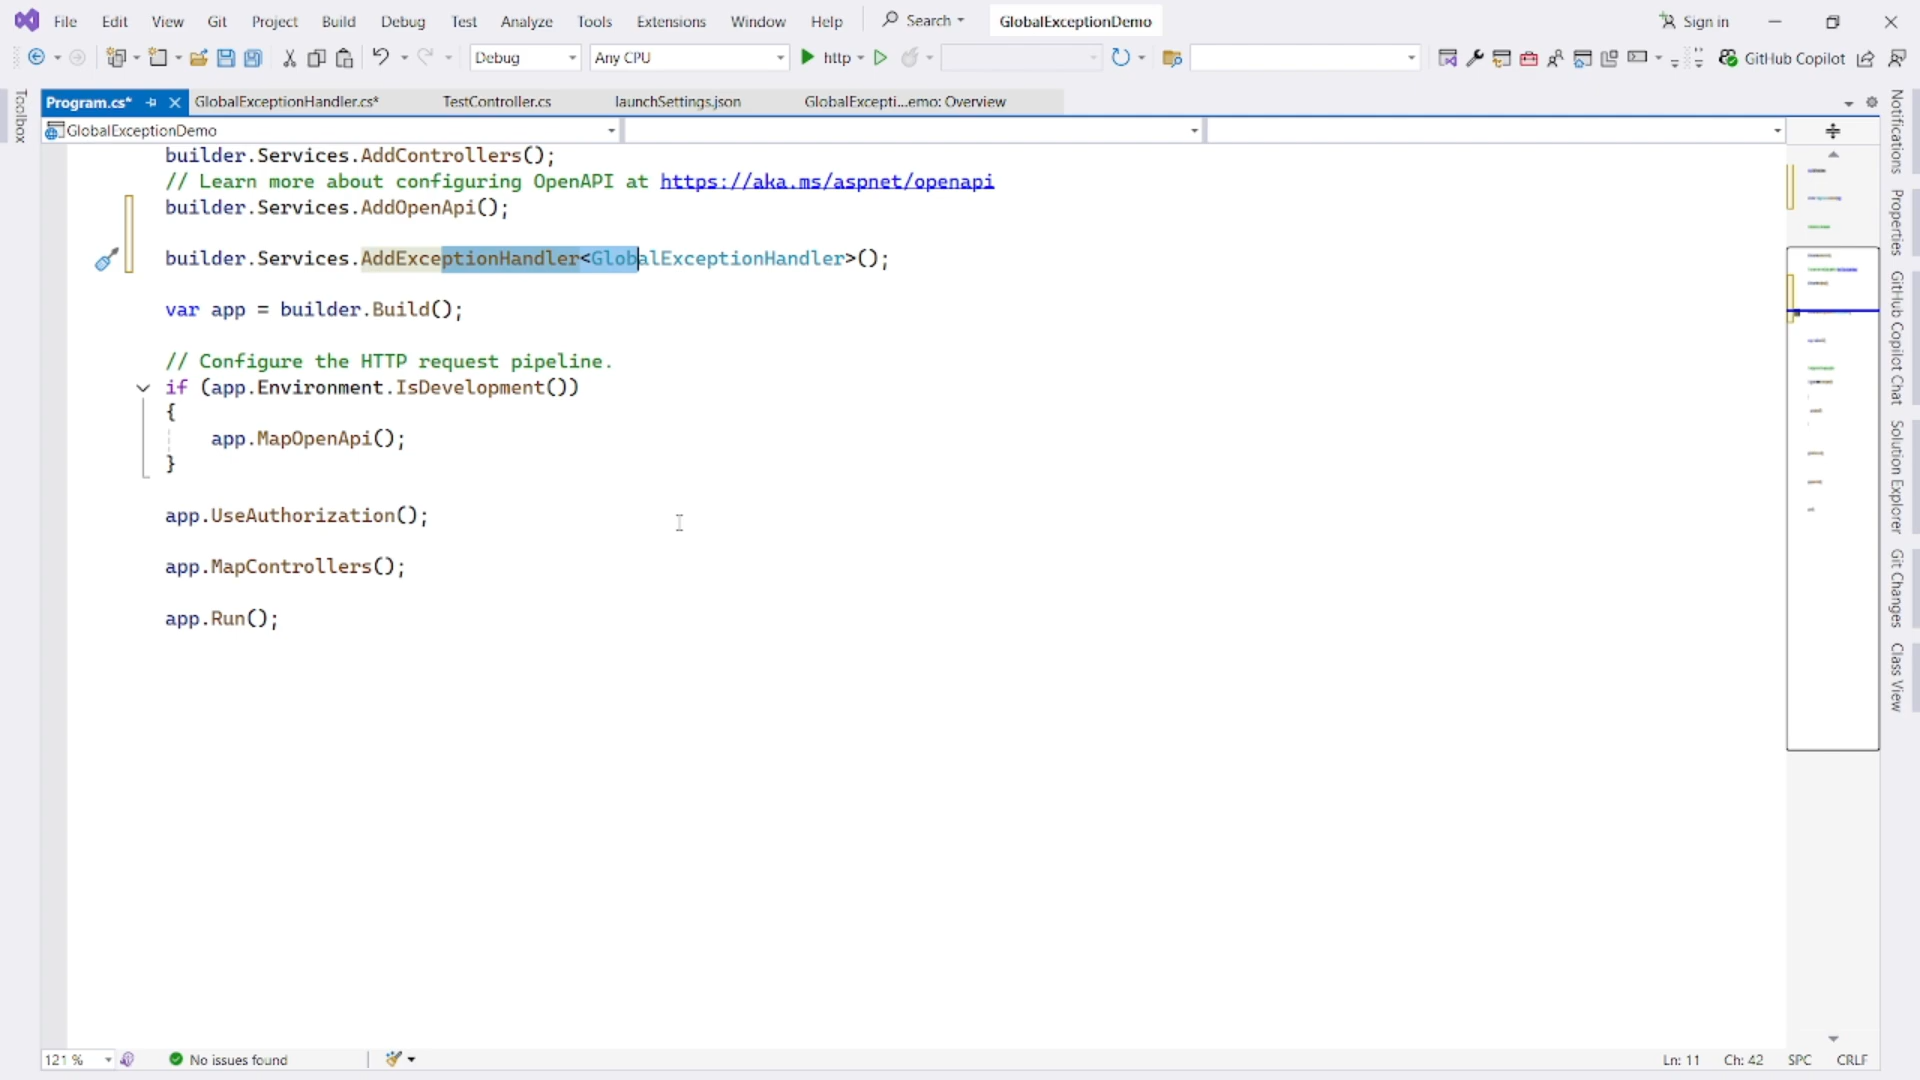 File Edit View Git Project Build Debug Test Analyze Tools Extensions Window Help Search GlobalExceptionDemo Sign in
Debug Any CPU http GitHub Copilot
Program.cs* GlobalExceptionHandler.cs* TestController.cs launchSettings.json GlobalExcepti...emo: Overview
GlobalExceptionDemo
builder.Services.AddControllers();
// Learn more about configuring OpenAPI at https://aka.ms/aspnet/openapi
builder.Services.AddOpenApi();
builder.Services.AddExceptionHandler<GlobalExceptionHandler>();
var app = builder.Build();
// Configure the HTTP request pipeline.
if (app.Environment.IsDevelopment())
{
app.MapOpenApi();
}
app.UseAuthorization();
app.MapControllers();
app.Run();
Toolbox
Notifications
Properties
GitHub Copilot Chat
Solution Explorer
Git Changes
Class View
121 % No issues found Ln: 11 Ch: 42 SPC CRLF